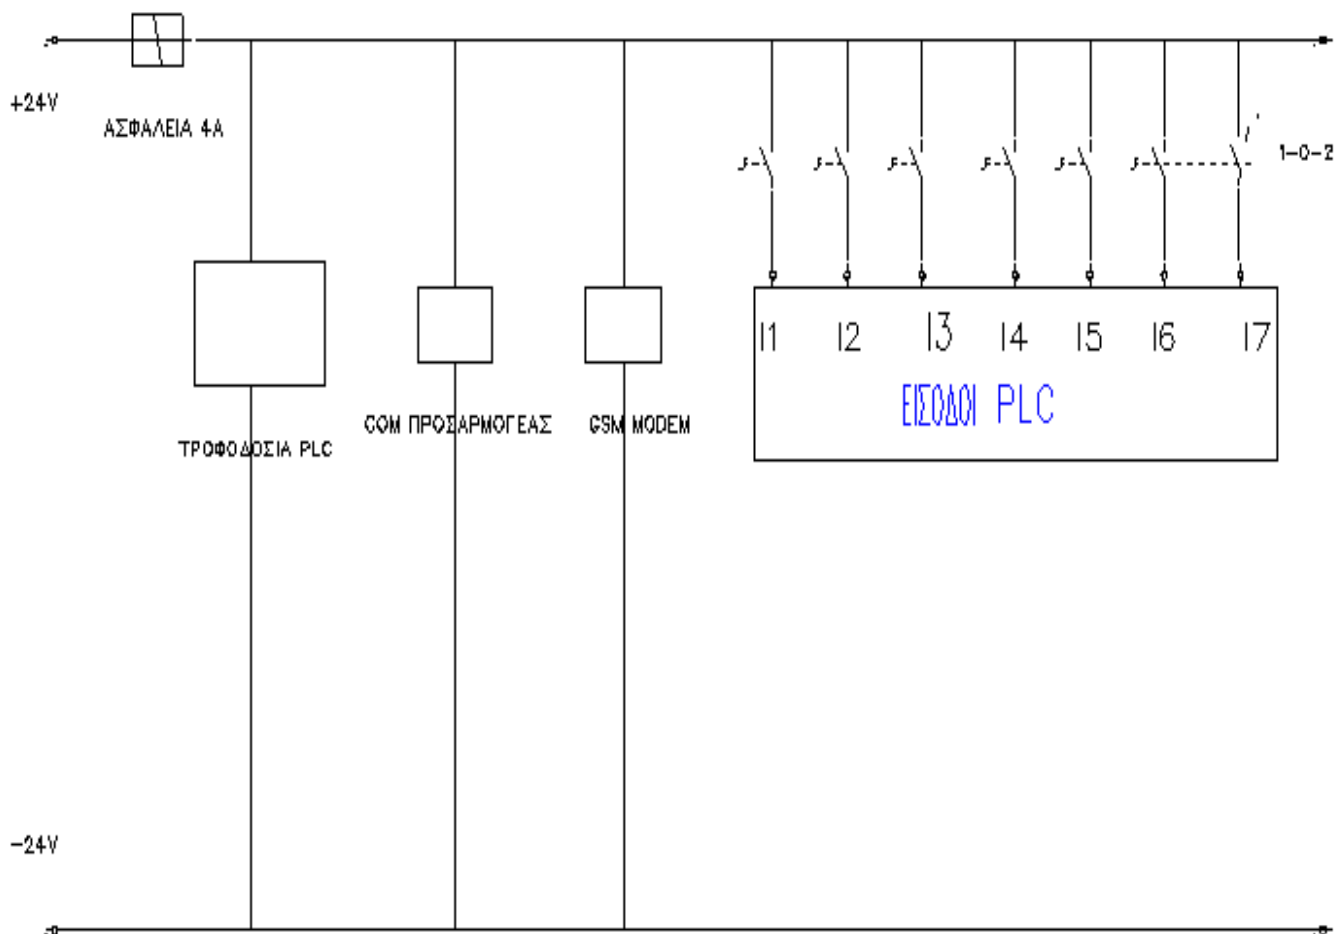 +24V
ΑΣΦΑΛΕΙΑ 4Α
1-0-2
I1 I2 I3 I4 I5 I6 I7
ΕΙΣΟΔΟΙ PLC
COM ΠΡΟΣΑΡΜΟΓΕΑΣ
GSM MODEM
ΤΡΟΦΟΔΟΣΙΑ PLC
-24V